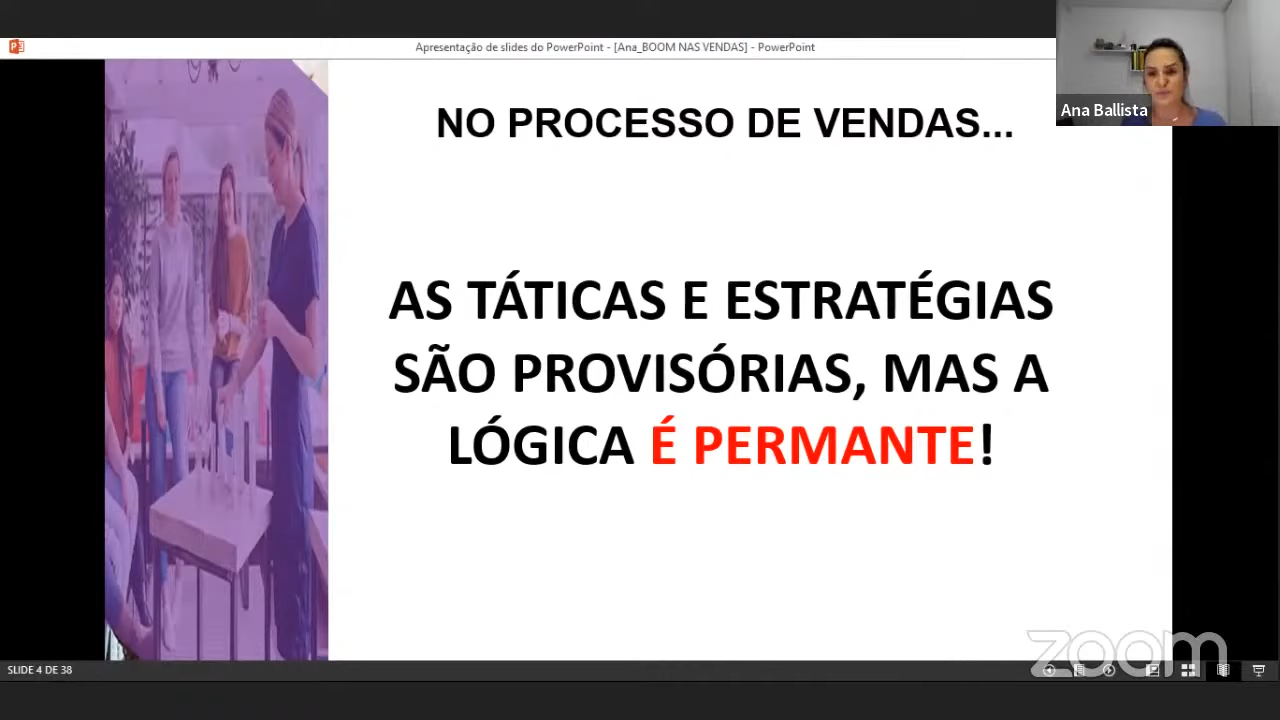 Apresentação de slides do PowerPoint - [Ana_BOOM NAS VENDAS] - PowerPoint
Ana Ballista
NO PROCESSO DE VENDAS...
AS TÁTICAS E ESTRATÉGIAS
SÃO PROVISÓRIAS, MAS A
LÓGICA É PERMANTE!
zoom
SLIDE 4 DE 38